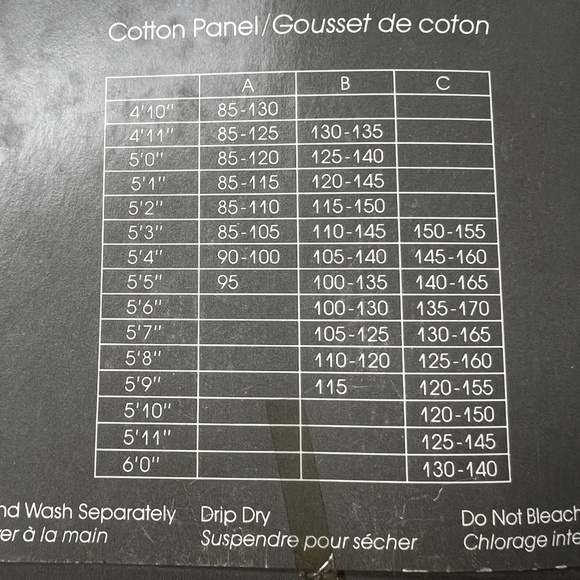 Cotton Panel/Gousset de coton
A B C
4'10" 85-130
4'11" 85-125 130-135
5'0" 85-120 125-140
5'1" 85-115 120-145
5'2" 85-110 115-150
5'3" 85-105 110-145 150-155
5'4" 90-100 105-140 145-160
5'5" 95 100-135 140-165
5'6" 100-130 135-170
5'7" 105-125 130-165
5'8" 110-120 125-160
5'9" 115 120-155
5'10" 120-150
5'11" 125-145
6'0" 130-140
nd Wash Separately Drip Dry Do Not Bleach
er à la main Suspendre pour sécher Chlorage inte